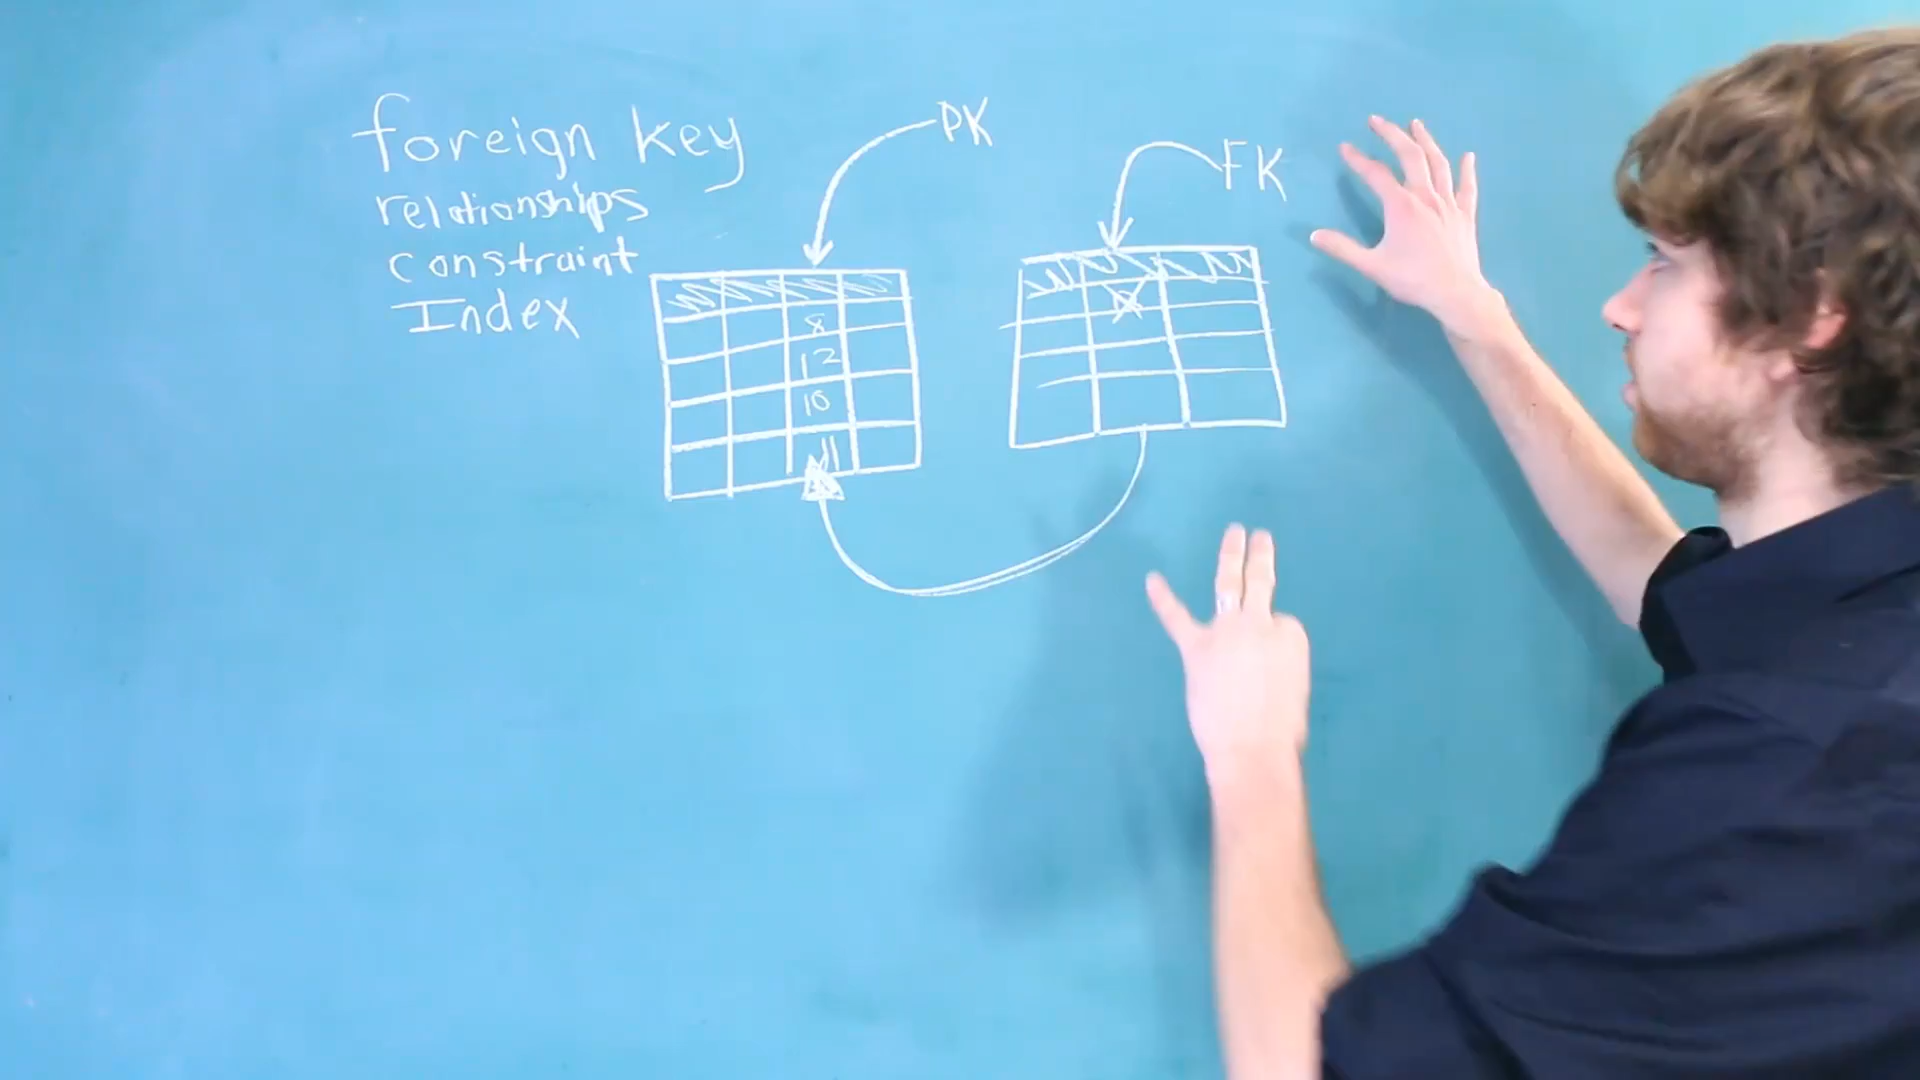 foreign key
relationships
constraint
Index
PK
FK
8
12
10
11